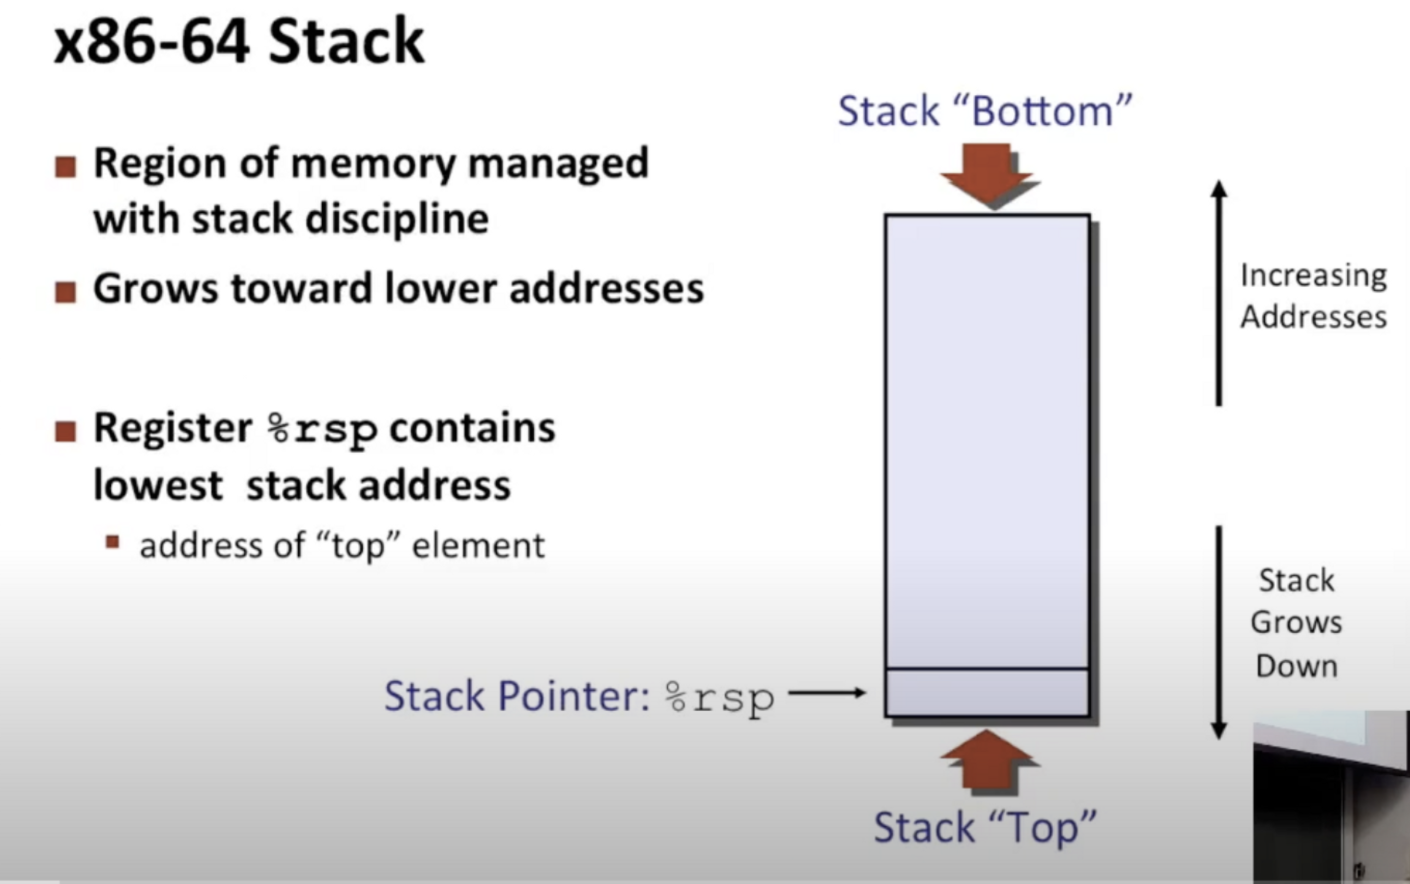 x86-64 Stack
Region of memory managed
with stack discipline
Grows toward lower addresses
Register %rsp contains
lowest stack address
address of “top” element
Stack Pointer: %rsp
Stack “Bottom”
Stack “Top”
Increasing
Addresses
Stack
Grows
Down